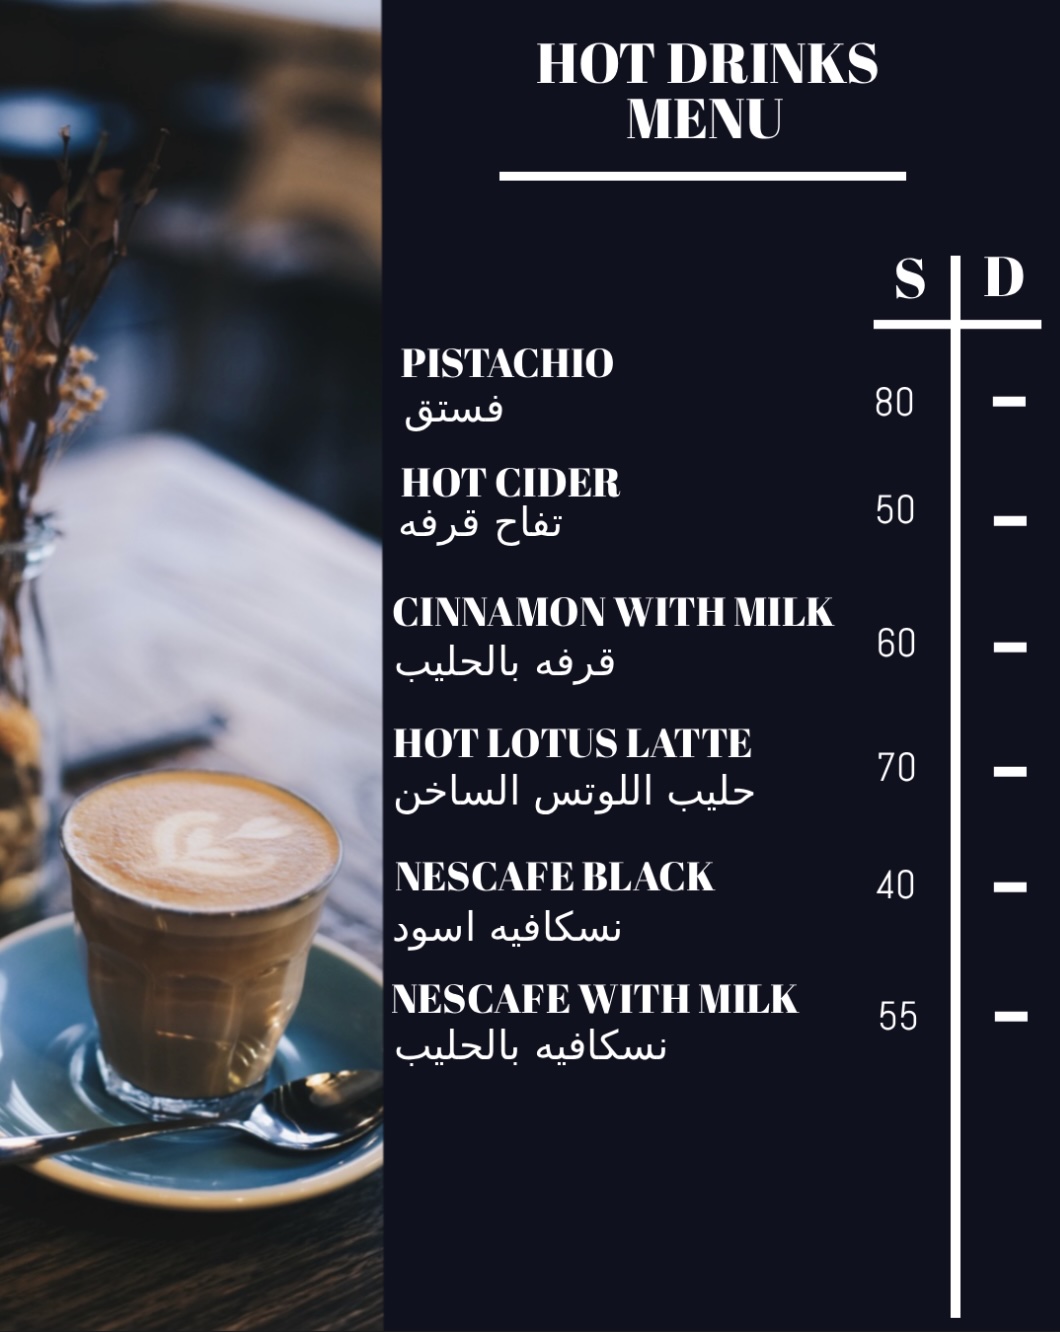 HOT DRINKS
MENU
S D
PISTACHIO
فستق
80 -
HOT CIDER
تفاح قرفه
50 -
CINNAMON WITH MILK
قرفه بالحليب
60 -
HOT LOTUS LATTE
حليب اللوتس الساخن
70 -
NESCAFE BLACK
نسكافيه اسود
40 -
NESCAFE WITH MILK
نسكافيه بالحليب
55 -